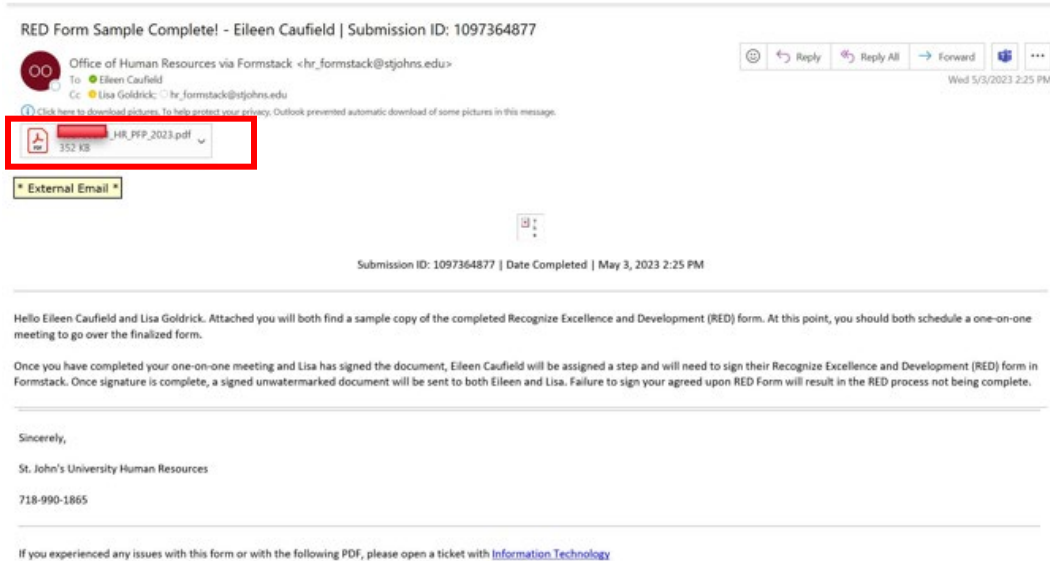 RED Form Sample Complete! - Eileen Caufield | Submission ID: 1097364877
OO
Office of Human Resources via Formstack <hr_formstack@stjohns.edu>
To Eileen Caufield
Cc Lisa Goldrick; hr_formstack@stjohns.edu
Reply
Reply All
Forward
Wed 5/3/2023 2:25 PM
Click here to download pictures. To help protect your privacy, Outlook prevented automatic download of some pictures in this message.
PDF
_HR_PFP_2023.pdf
352 KB
* External Email *
Submission ID: 1097364877 | Date Completed | May 3, 2023 2:25 PM
Hello Eileen Caufield and Lisa Goldrick. Attached you will both find a sample copy of the completed Recognize Excellence and Development (RED) form. At this point, you should both schedule a one-on-one
meeting to go over the finalized form.
Once you have completed your one-on-one meeting and Lisa has signed the document, Eileen Caufield will be assigned a step and will need to sign their Recognize Excellence and Development (RED) form in
Formstack. Once signature is complete, a signed unwatermarked document will be sent to both Eileen and Lisa. Failure to sign your agreed upon RED Form will result in the RED process not being complete.
Sincerely,
St. John's University Human Resources
718-990-1865
If you experienced any issues with this form or with the following PDF, please open a ticket with Information Technology